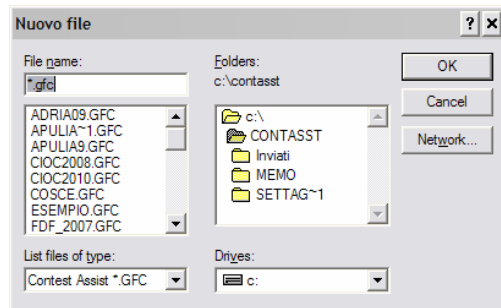 Nuovo file
File name:
*.gfc
ADRIA09.GFC
APULIA~1.GFC
APULIA9.GFC
CIOC2008.GFC
CIOC2010.GFC
COSCE.GFC
ESEMPIO.GFC
FDF_2007.GFC
List files of type:
Contest Assist *.GFC
Folders:
c:\contasst
c:\
CONTASST
Inviati
MEMO
SETTAG~1
Drives:
c:
OK
Cancel
Network...